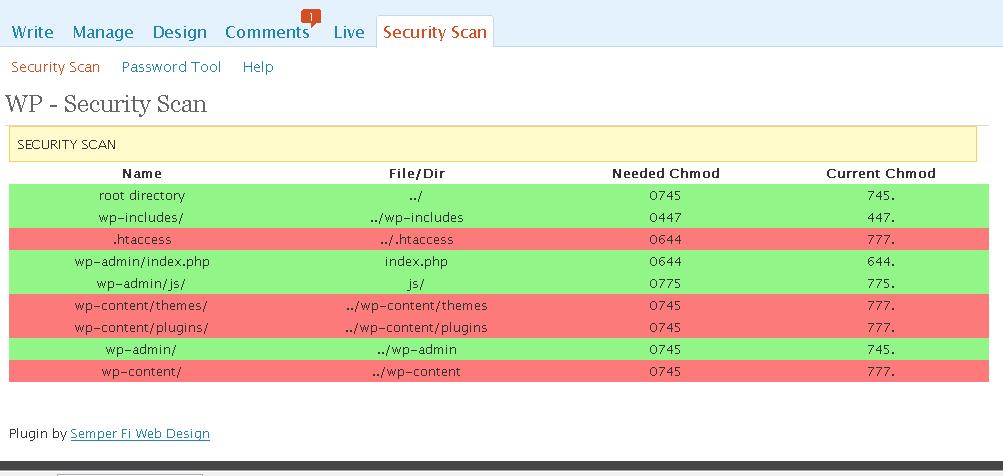 1
Write Manage Design Comments Live Security Scan
Security Scan Password Tool Help
WP - Security Scan
SECURITY SCAN
Name File/Dir Needed Chmod Current Chmod
root directory ../ 0745 745.
wp-includes/ ../wp-includes 0447 447.
.htaccess ../.htaccess 0644 777.
wp-admin/index.php index.php 0644 644.
wp-admin/js/ js/ 0775 775.
wp-content/themes/ ../wp-content/themes 0745 777.
wp-content/plugins/ ../wp-content/plugins 0745 777.
wp-admin/ ../wp-admin 0745 745.
wp-content/ ../wp-content 0745 777.
Plugin by Semper Fi Web Design